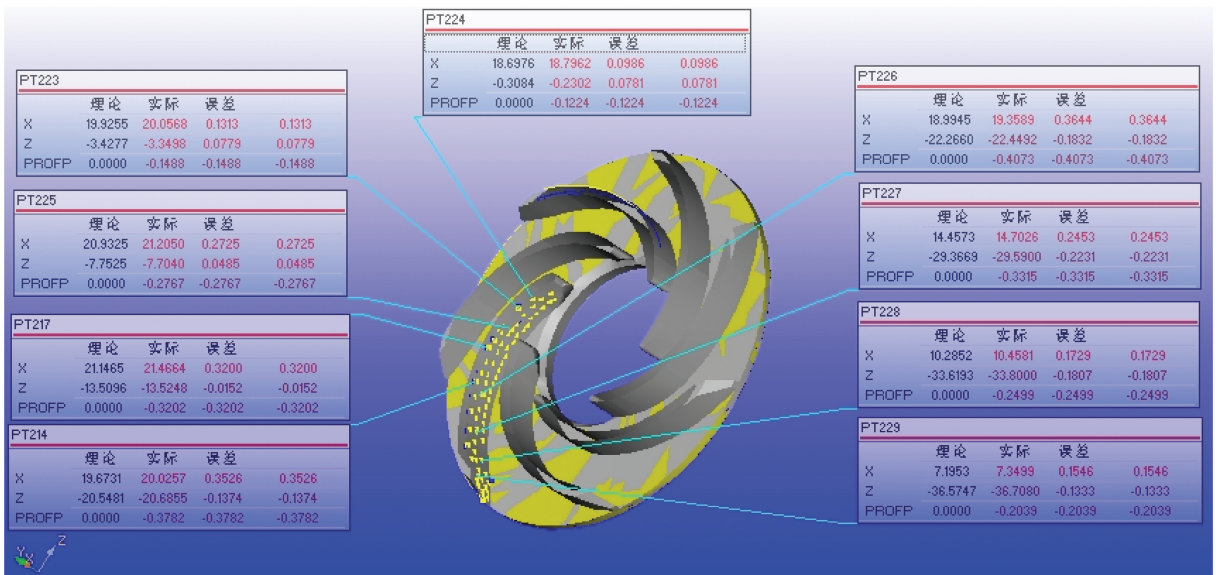 PT224
理论 实际 误差
X 18.6976 18.7962 0.0986 0.0986
Z -0.3084 -0.2302 0.0781 0.0781
PROFP 0.0000 -0.1224 -0.1224 -0.1224
PT223
理论 实际 误差
X 19.9255 20.0568 0.1313 0.1313
Z -3.4277 -3.3498 0.0779 0.0779
PROFP 0.0000 -0.1488 -0.1488 -0.1488
PT225
理论 实际 误差
X 20.9325 21.2050 0.2725 0.2725
Z -7.7525 -7.7040 0.0485 0.0485
PROFP 0.0000 -0.2767 -0.2767 -0.2767
PT217
理论 实际 误差
X 21.1465 21.4664 0.3200 0.3200
Z -13.5096 -13.5248 -0.0152 -0.0152
PROFP 0.0000 -0.3202 -0.3202 -0.3202
PT214
理论 实际 误差
X 19.6731 20.0257 0.3526 0.3526
Z -20.5481 -20.6855 -0.1374 -0.1374
PROFP 0.0000 -0.3782 -0.3782 -0.3782
PT226
理论 实际 误差
X 18.9945 19.3589 0.3644 0.3644
Z -22.2660 -22.4492 -0.1832 -0.1832
PROFP 0.0000 -0.4073 -0.4073 -0.4073
PT227
理论 实际 误差
X 14.4573 14.7026 0.2453 0.2453
Z -29.3669 -29.5900 -0.2231 -0.2231
PROFP 0.0000 -0.3315 -0.3315 -0.3315
PT228
理论 实际 误差
X 10.2852 10.4581 0.1729 0.1729
Z -33.6193 -33.8000 -0.1807 -0.1807
PROFP 0.0000 -0.2499 -0.2499 -0.2499
PT229
理论 实际 误差
X 7.1953 7.3499 0.1546 0.1546
Z -36.5747 -36.7080 -0.1333 -0.1333
PROFP 0.0000 -0.2039 -0.2039 -0.2039
Z
Y
X